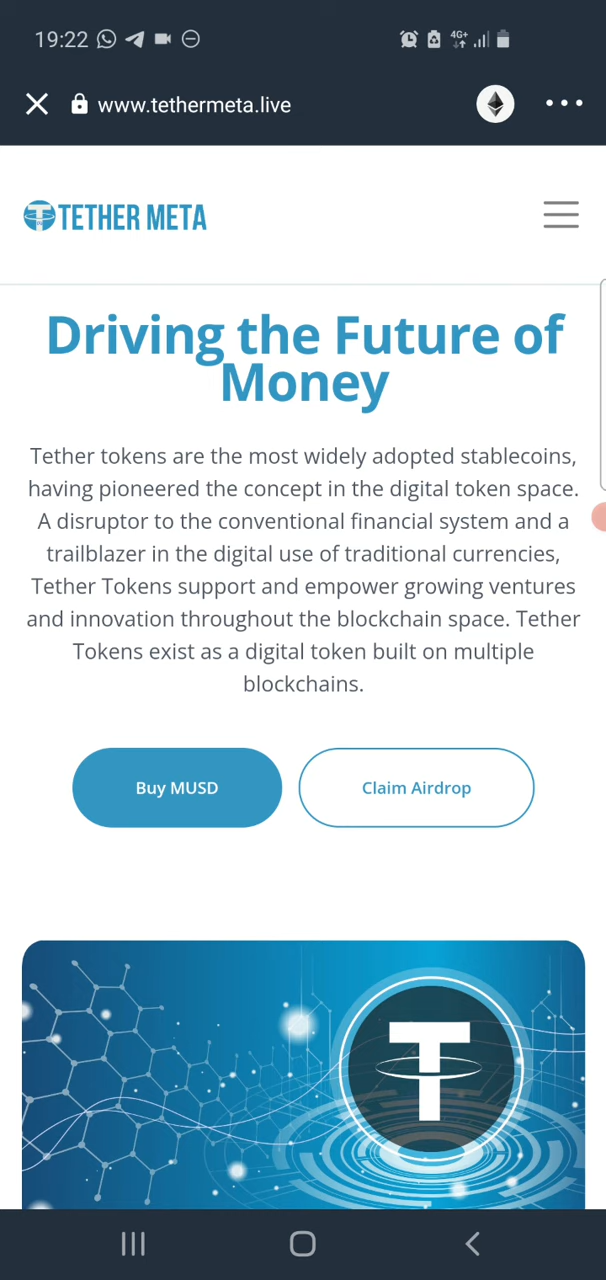 19:22
4G+
www.tethermeta.live
TETHER META
Driving the Future of
Money
Tether tokens are the most widely adopted stablecoins,
having pioneered the concept in the digital token space.
A disruptor to the conventional financial system and a
trailblazer in the digital use of traditional currencies,
Tether Tokens support and empower growing ventures
and innovation throughout the blockchain space. Tether
Tokens exist as a digital token built on multiple
blockchains.
Buy MUSD
Claim Airdrop